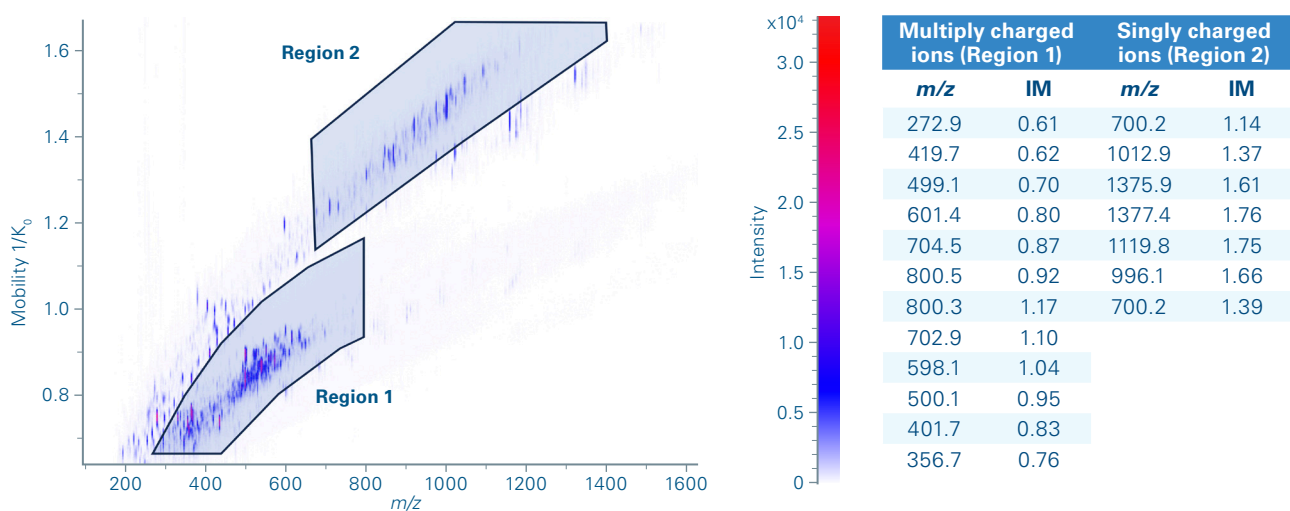 1.6
1.4
1.2
1.0
0.8
Mobility 1/K₀
200 400 600 800 1000 1200 1400 1600
m/z
Region 2
Region 1
x10⁴
3.0
2.5
2.0
1.5
1.0
0.5
0
Intensity
Multiply charged ions (Region 1) Singly charged ions (Region 2)
m/z IM m/z IM
272.9 0.61 700.2 1.14
419.7 0.62 1012.9 1.37
499.1 0.70 1375.9 1.61
601.4 0.80 1377.4 1.76
704.5 0.87 1119.8 1.75
800.5 0.92 996.1 1.66
800.3 1.17 700.2 1.39
702.9 1.10
598.1 1.04
500.1 0.95
401.7 0.83
356.7 0.76